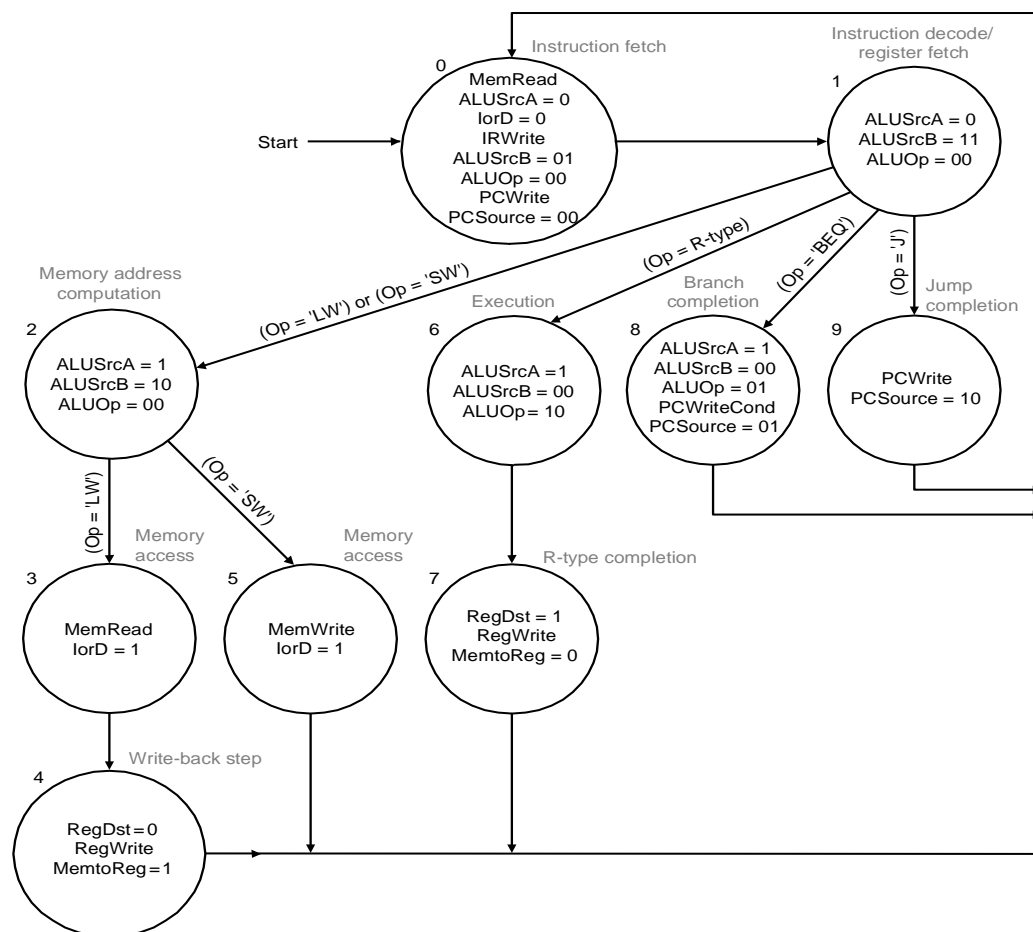 Instruction fetch
0
MemRead
ALUSrcA = 0
IorD = 0
IRWrite
ALUSrcB = 01
ALUOp = 00
PCWrite
PCSource = 00
Start
Instruction decode/
register fetch
1
ALUSrcA = 0
ALUSrcB = 11
ALUOp = 00
(Op = 'LW') or (Op = 'SW')
(Op = R-type)
(Op = 'BEQ')
(Op = 'J')
Memory address
computation
2
ALUSrcA = 1
ALUSrcB = 10
ALUOp = 00
Execution
6
ALUSrcA =1
ALUSrcB = 00
ALUOp= 10
Branch
completion
8
ALUSrcA = 1
ALUSrcB = 00
ALUOp = 01
PCWriteCond
PCSource = 01
Jump
completion
9
PCWrite
PCSource = 10
(Op = 'LW')
(Op = 'SW')
Memory
access
3
MemRead
IorD = 1
Memory
access
5
MemWrite
IorD = 1
R-type completion
7
RegDst = 1
RegWrite
MemtoReg = 0
Write-back step
4
RegDst=0
RegWrite
MemtoReg=1